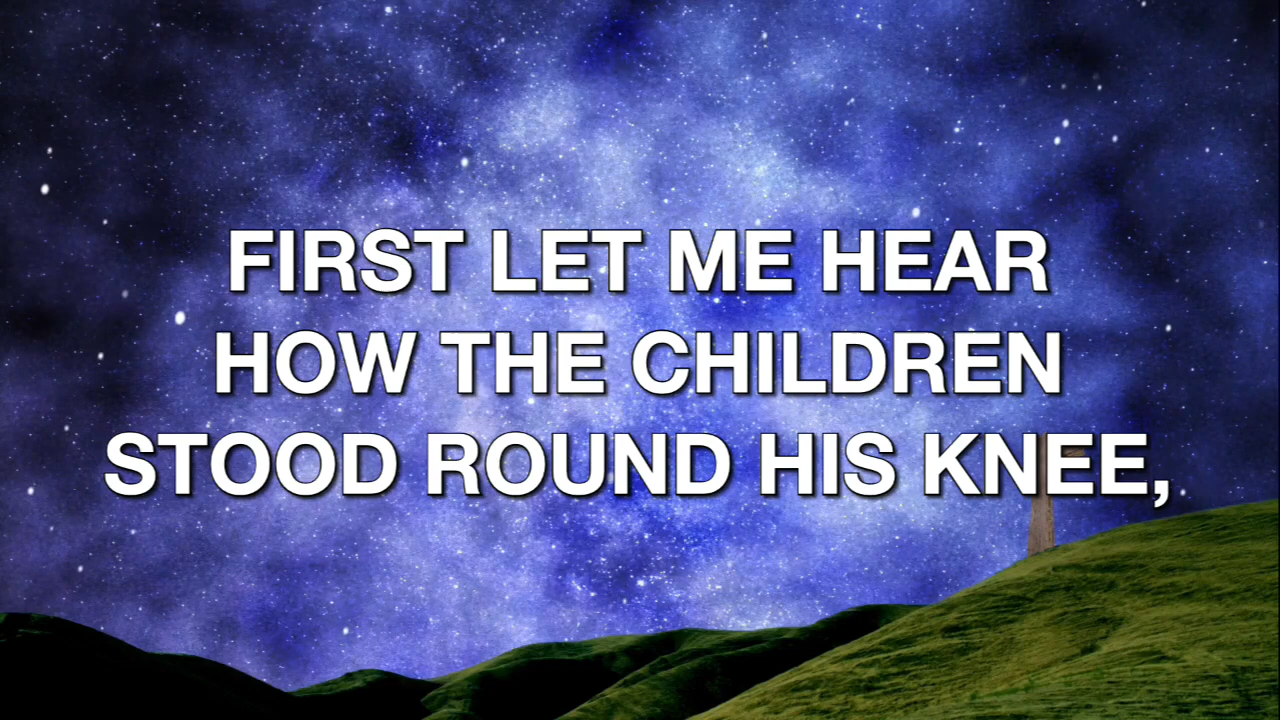 FIRST LET ME HEAR
HOW THE CHILDREN
STOOD ROUND HIS KNEE,